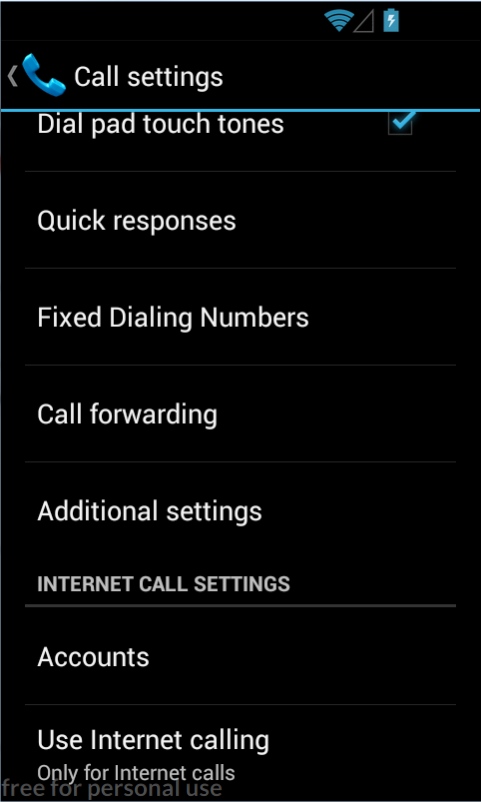 Call settings
Dial pad touch tones
Quick responses
Fixed Dialing Numbers
Call forwarding
Additional settings
INTERNET CALL SETTINGS
Accounts
Use Internet calling
Only for Internet calls
free for personal use